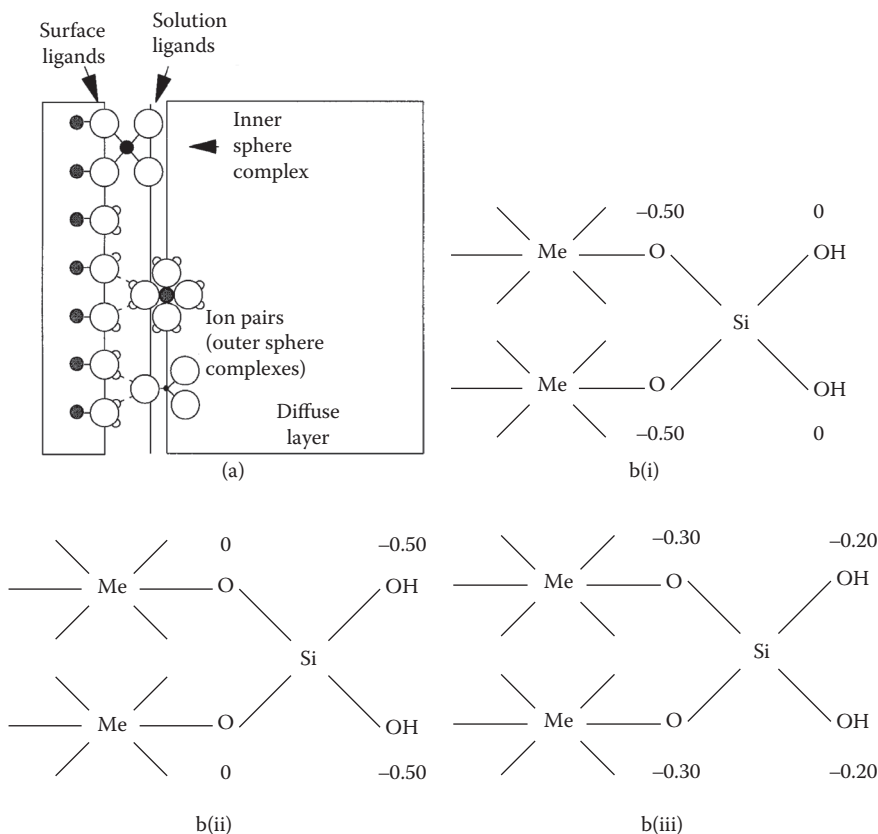 Surface
ligands
Solution
ligands
Inner
sphere
complex
Ion pairs
(outer sphere
complexes)
Diffuse
layer
(a)
−0.50
0
Me
O
OH
Si
Me
O
OH
−0.50
0
b(i)
0
−0.50
Me
O
OH
Si
Me
O
OH
0
−0.50
b(ii)
−0.30
−0.20
Me
O
OH
Si
Me
O
OH
−0.30
−0.20
b(iii)